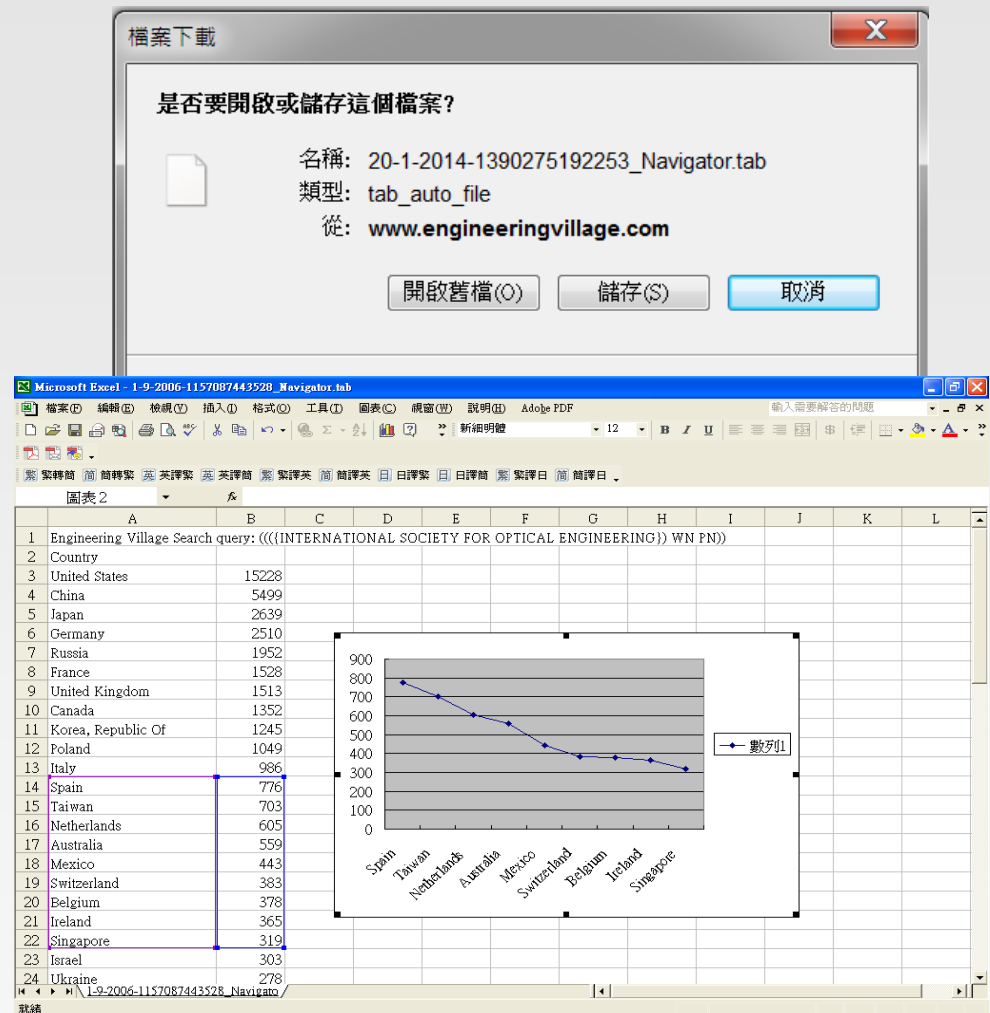 檔案下載
是否要開啟或儲存這個檔案?
名稱: 20-1-2014-1390275192253_Navigator.tab
類型: tab_auto_file
從: www.engineeringvillage.com
開啟舊檔(O) 儲存(S) 取消
Microsoft Excel - 1-9-2006-1157087443528_Navigator.tab
檔案(F) 編輯(E) 檢視(V) 插入(I) 格式(O) 工具(T) 圖表(C) 視窗(W) 說明(H) Adobe PDF 輸入需要解答的問題
新細明體 12 B I U
繁 繁轉簡 簡 簡轉繁 英 英譯繁 英 英譯簡 繁 繁譯英 簡 簡譯英 日 日譯繁 日 日譯簡 繁 繁譯日 簡 簡譯日
圖表 2 fx
A B C D E F G H I J K L
1 Engineering Village Search query: ((({INTERNATIONAL SOCIETY FOR OPTICAL ENGINEERING}) WN PN))
2 Country
3 United States 15228
4 China 5499
5 Japan 2639
6 Germany 2510
7 Russia 1952
8 France 1528
9 United Kingdom 1513
10 Canada 1352
11 Korea, Republic Of 1245
12 Poland 1049
13 Italy 986
14 Spain 776
15 Taiwan 703
16 Netherlands 605
17 Australia 559
18 Mexico 443
19 Switzerland 383
20 Belgium 378
21 Ireland 365
22 Singapore 319
23 Israel 303
24 Ukraine 278
900
800
700
600
500
400
300
200
100
0
Spain Taiwan Netherlands Australia Mexico Switzerland Belgium Ireland Singapore
數列1
1-9-2006-1157087443528_Navigato
就緒